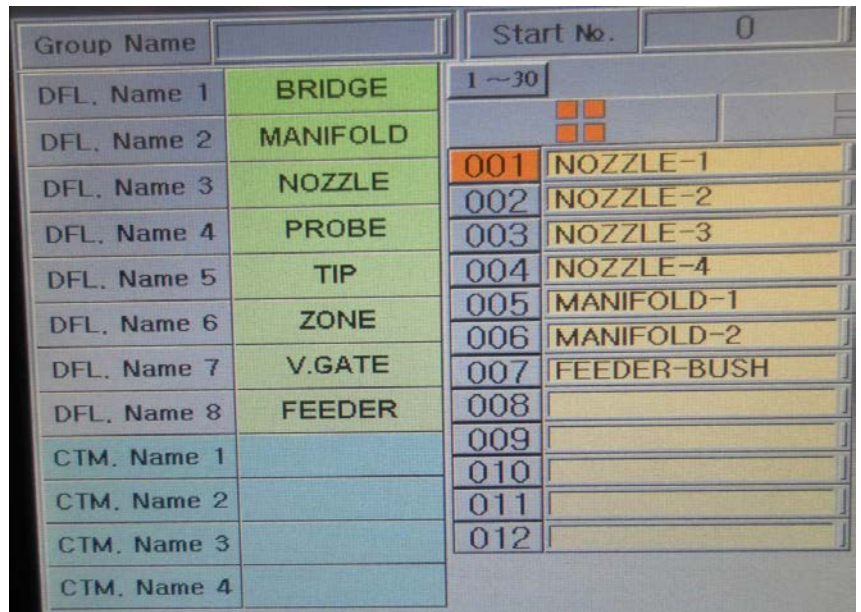 Group Name
DFL. Name 1 BRIDGE
DFL. Name 2 MANIFOLD
DFL. Name 3 NOZZLE
DFL. Name 4 PROBE
DFL. Name 5 TIP
DFL. Name 6 ZONE
DFL. Name 7 V.GATE
DFL. Name 8 FEEDER
CTM. Name 1
CTM. Name 2
CTM. Name 3
CTM. Name 4
Start No. 0
1~30
001 NOZZLE-1
002 NOZZLE-2
003 NOZZLE-3
004 NOZZLE-4
005 MANIFOLD-1
006 MANIFOLD-2
007 FEEDER-BUSH
008
009
010
011
012